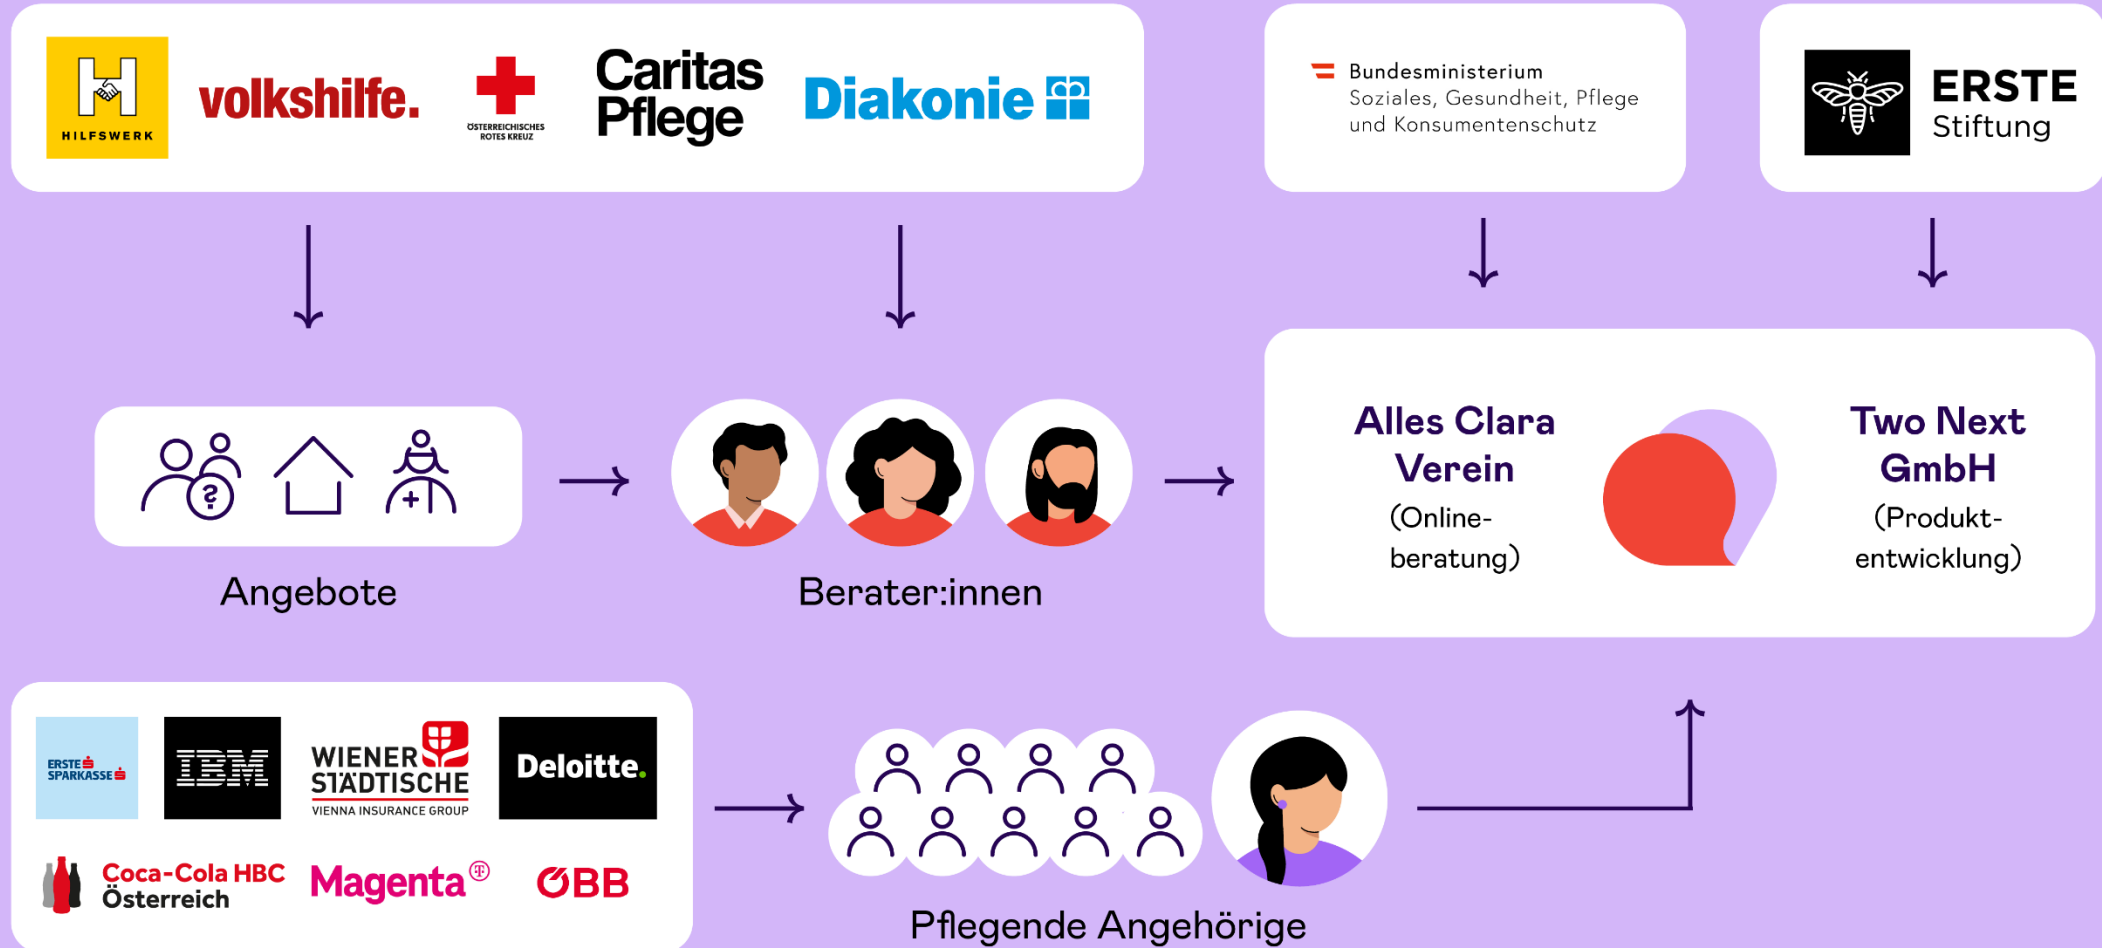 HILFSWERK
volkshilfe.
ÖSTERREICHISCHES
ROTES KREUZ
Caritas
Pflege
Diakonie
Bundesministerium
Soziales, Gesundheit, Pflege
und Konsumentenschutz
ERSTE
Stiftung
?
Angebote
Berater:innen
Alles Clara
Verein
(Online-
beratung)
Two Next
GmbH
(Produkt-
entwicklung)
ERSTE
SPARKASSE
IBM
WIENER
STÄDTISCHE
VIENNA INSURANCE GROUP
Deloitte.
Coca-Cola HBC
Österreich
Magenta® T
ÖBB
Pflegende Angehörige